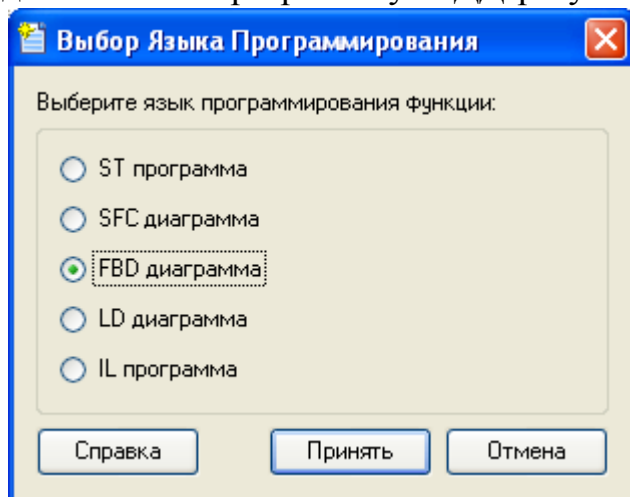 Выбор Языка Программирования
Выберите язык программирования функции:
ST программа
SFC диаграмма
FBD диаграмма
LD диаграмма
IL программа
Справка Принять Отмена